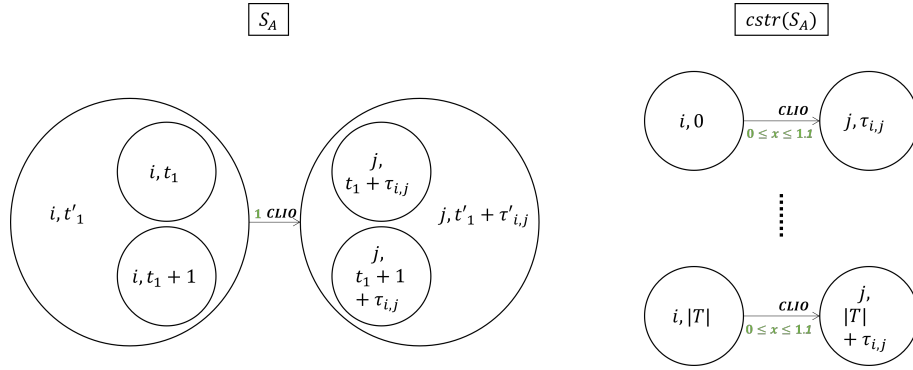 S_A
cstr(S_A)
i, t'_1
i, t_1
i, t_1 + 1
1 CLIO
j,
t_1 + τ_{i,j}
j,
t_1 + 1
+ τ_{i,j}
j, t'_1 + τ'_{i,j}
i, 0
CLIO
0 ≤ x ≤ 1.1
j, τ_{i,j}
i, |T|
CLIO
0 ≤ x ≤ 1.1
j,
|T|
+ τ_{i,j}